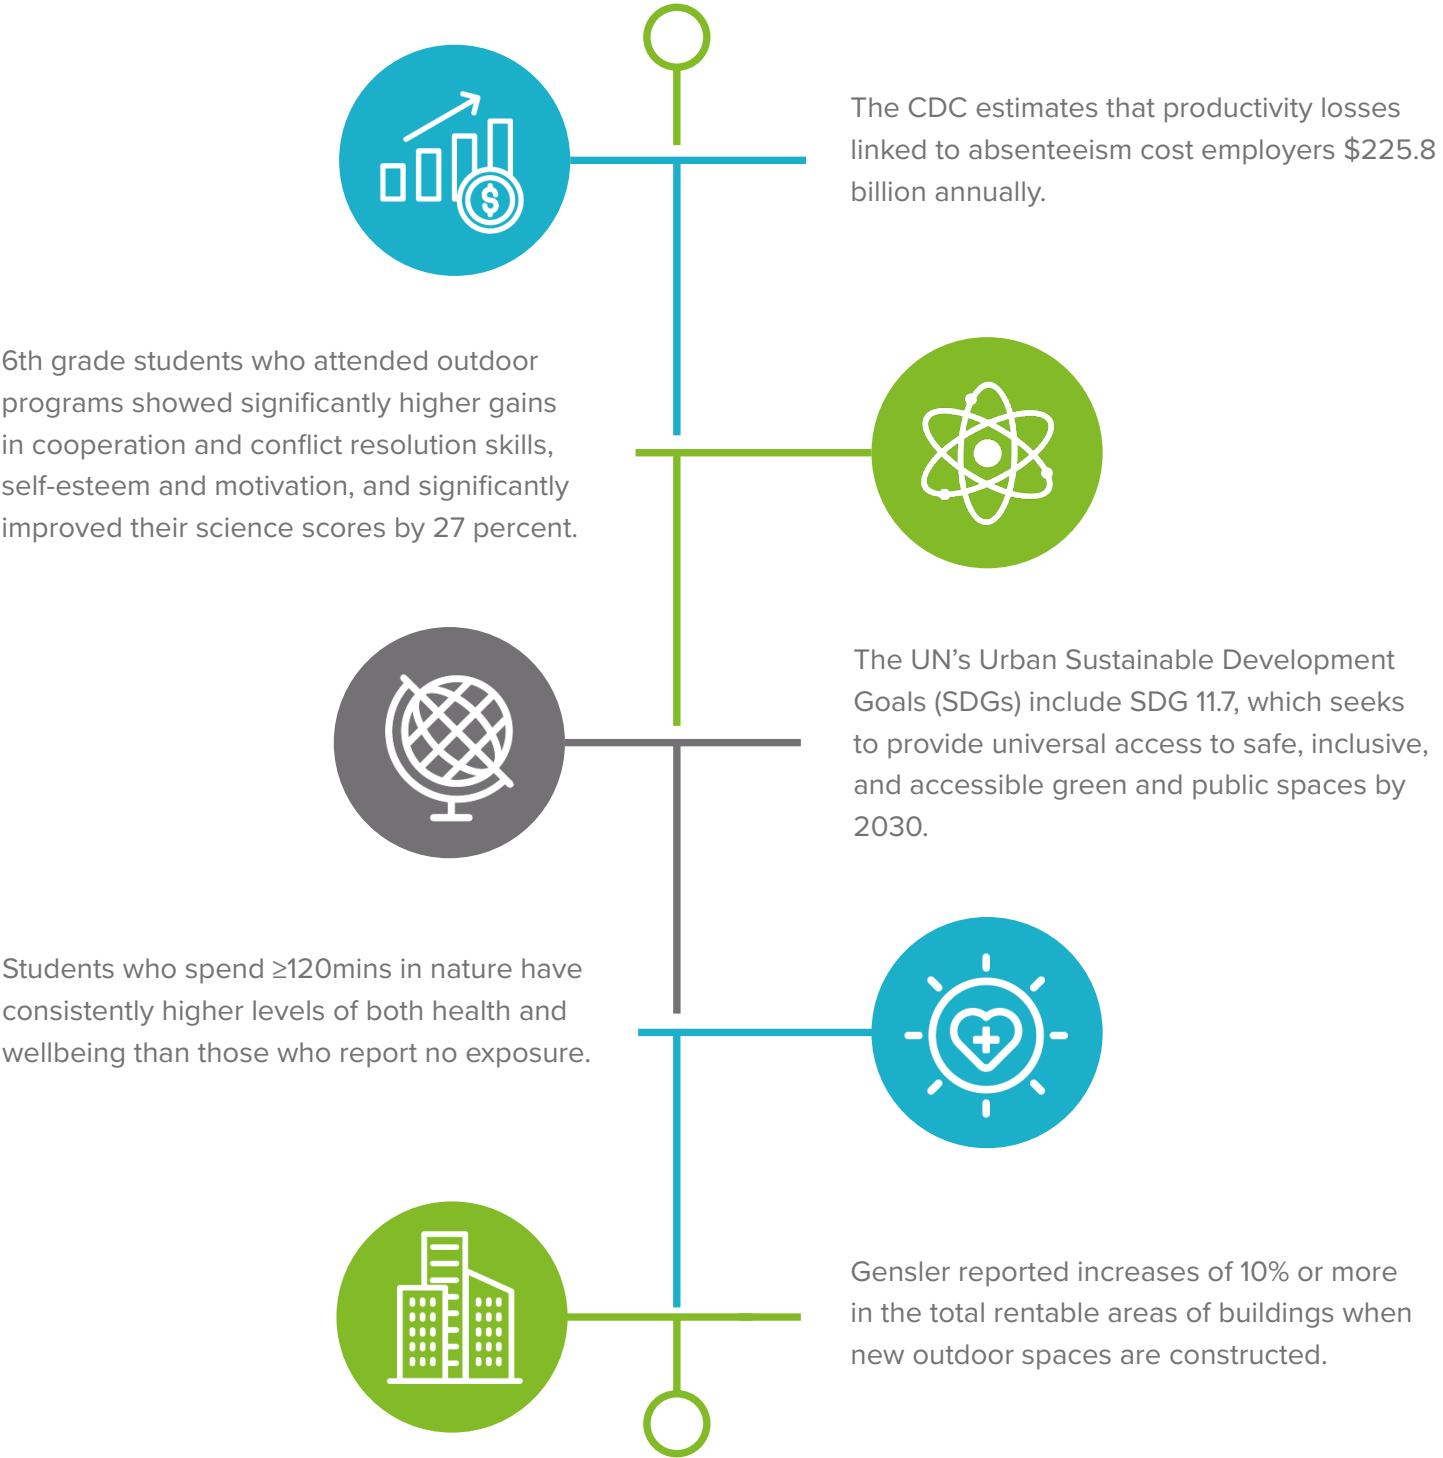 The CDC estimates that productivity losses
linked to absenteeism cost employers $225.8
billion annually.
6th grade students who attended outdoor
programs showed significantly higher gains
in cooperation and conflict resolution skills,
self-esteem and motivation, and significantly
improved their science scores by 27 percent.
The UN’s Urban Sustainable Development
Goals (SDGs) include SDG 11.7, which seeks
to provide universal access to safe, inclusive,
and accessible green and public spaces by
2030.
Students who spend ≥120mins in nature have
consistently higher levels of both health and
wellbeing than those who report no exposure.
Gensler reported increases of 10% or more
in the total rentable areas of buildings when
new outdoor spaces are constructed.